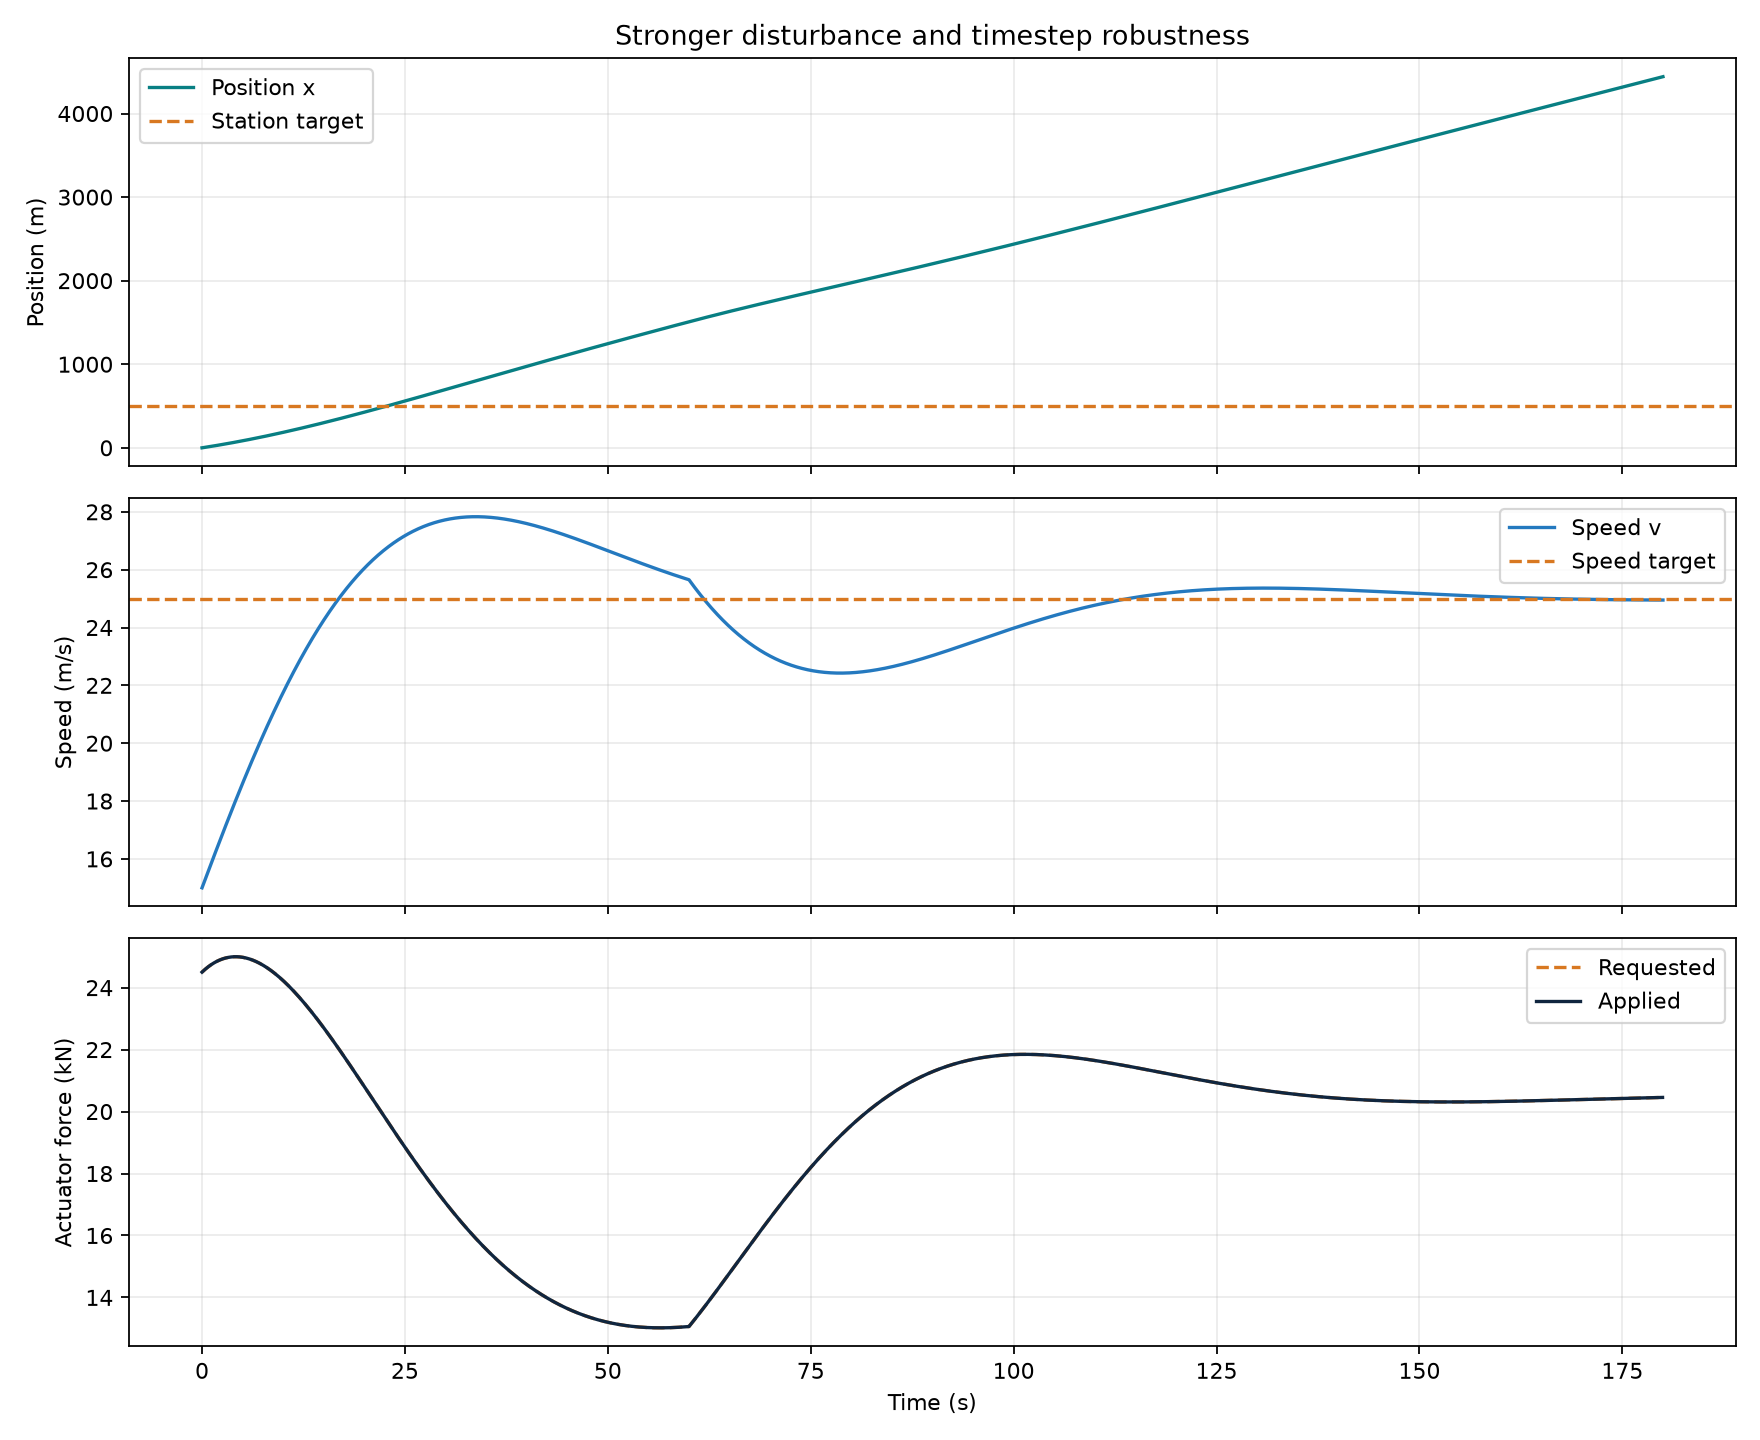 Stronger disturbance and timestep robustness
Position x
Station target
Position (m)
4000
3000
2000
1000
0
Speed v
Speed target
Speed (m/s)
28
26
24
22
20
18
16
Requested
Applied
Actuator force (kN)
24
22
20
18
16
14
0 25 50 75 100 125 150 175
Time (s)